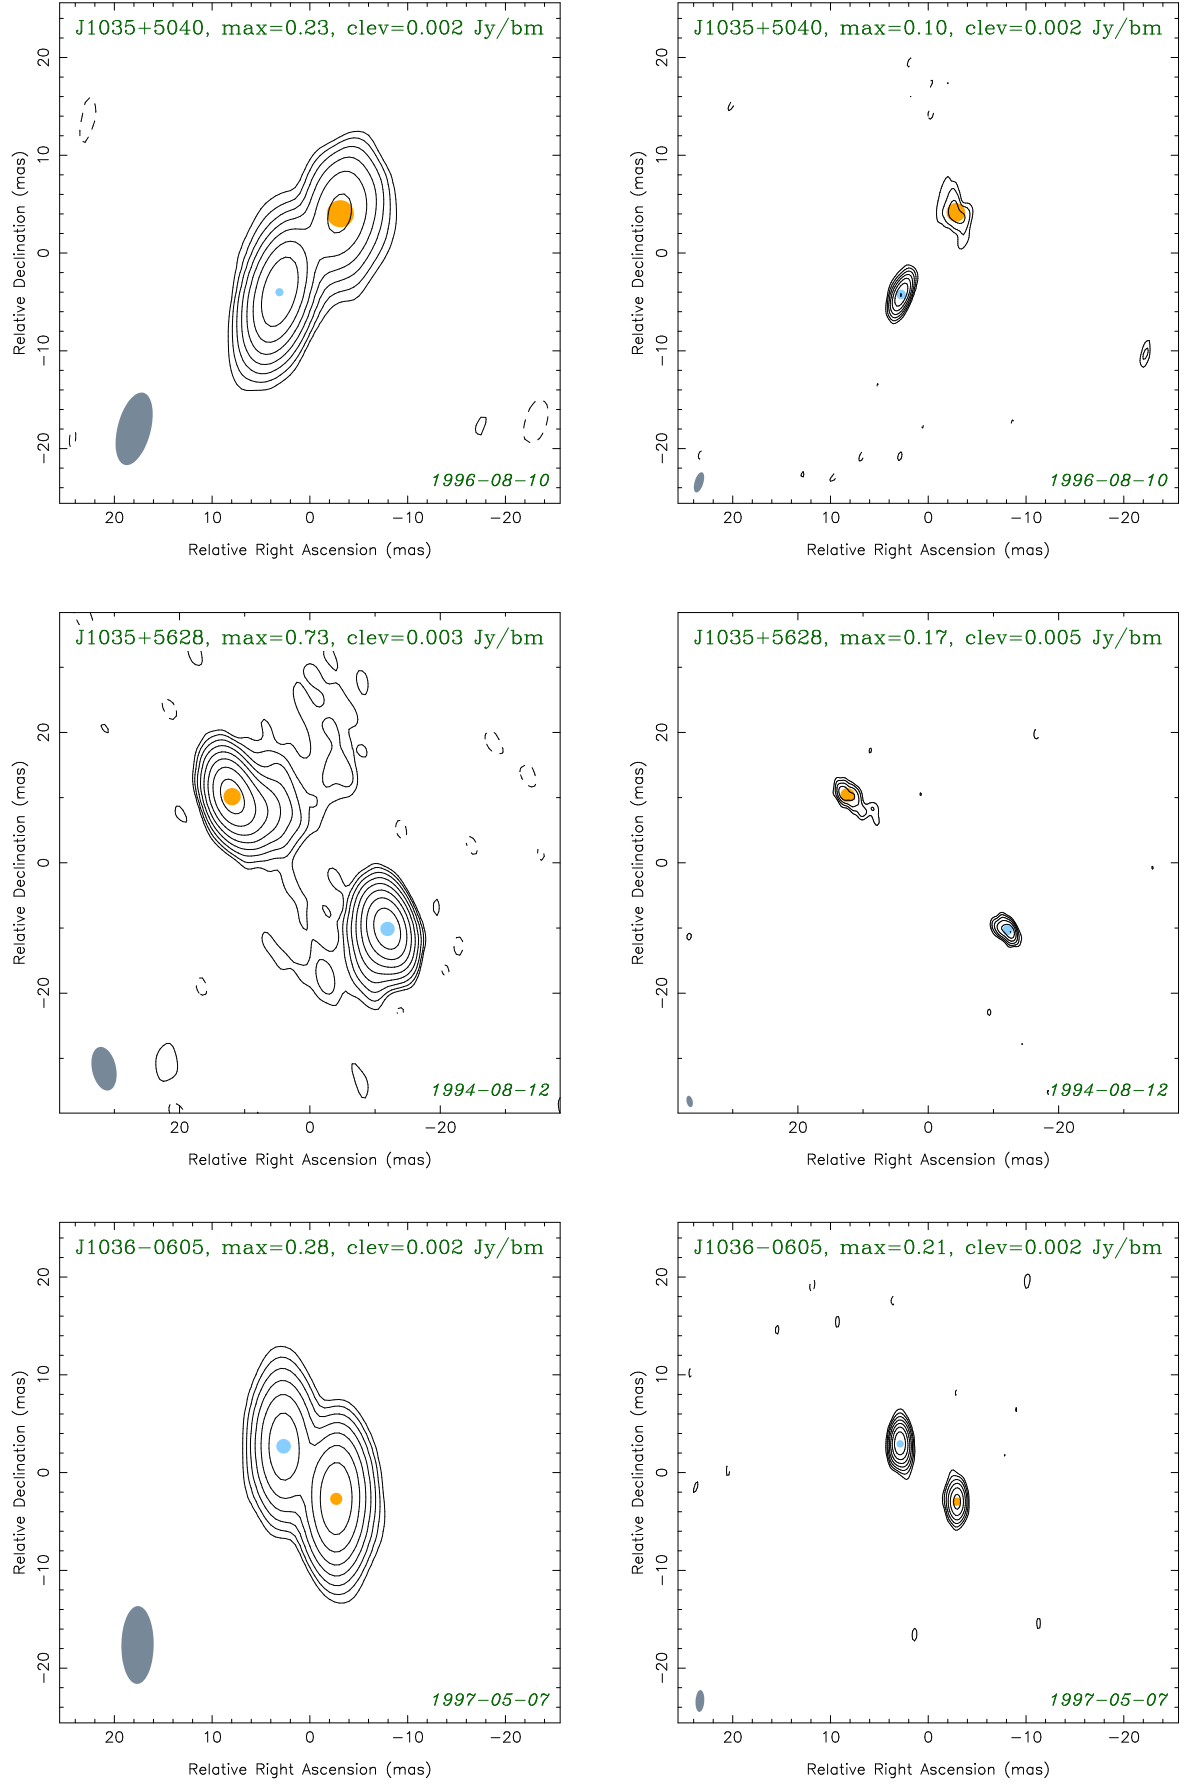 J1035+5040, max=0.23, clev=0.002 Jy/bm
Relative Declination (mas)
20
10
0
−10
−20
1996−08−10
20 10 0 −10 −20
Relative Right Ascension (mas)
J1035+5040, max=0.10, clev=0.002 Jy/bm
Relative Declination (mas)
20
10
0
−10
−20
1996−08−10
20 10 0 −10 −20
Relative Right Ascension (mas)
J1035+5628, max=0.73, clev=0.003 Jy/bm
Relative Declination (mas)
20
0
−20
1994−08−12
20 0 −20
Relative Right Ascension (mas)
J1035+5628, max=0.17, clev=0.005 Jy/bm
Relative Declination (mas)
20
0
−20
1994−08−12
20 0 −20
Relative Right Ascension (mas)
J1036−0605, max=0.28, clev=0.002 Jy/bm
Relative Declination (mas)
20
10
0
−10
−20
1997−05−07
20 10 0 −10 −20
Relative Right Ascension (mas)
J1036−0605, max=0.21, clev=0.002 Jy/bm
Relative Declination (mas)
20
10
0
−10
−20
1997−05−07
20 10 0 −10 −20
Relative Right Ascension (mas)